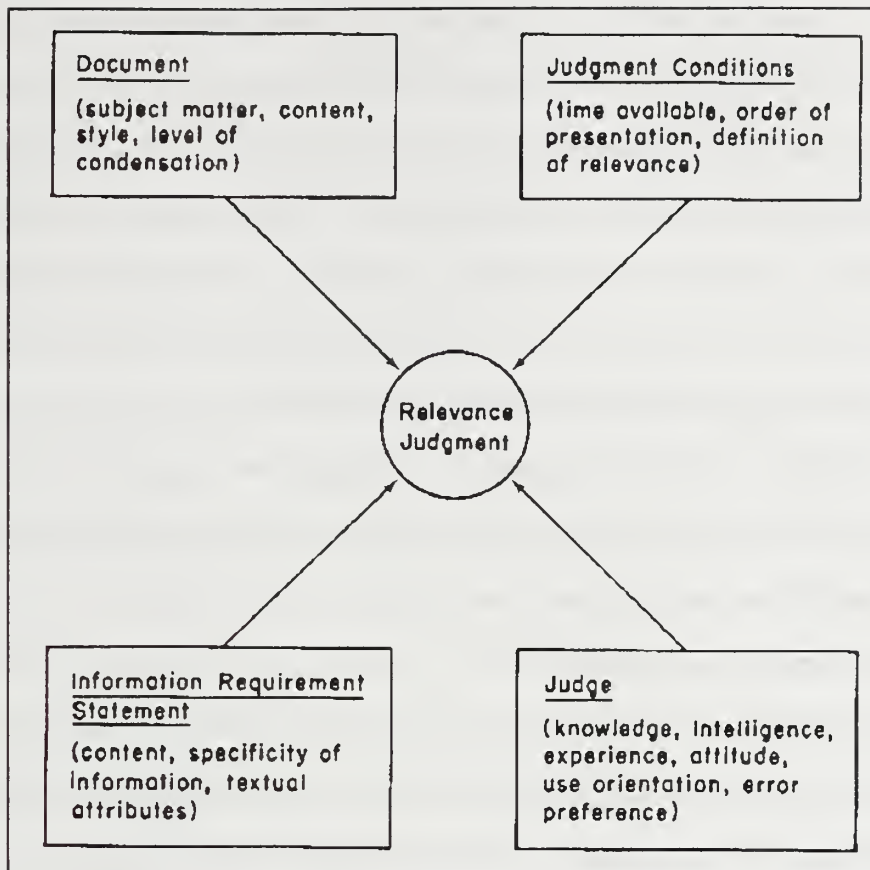 Document
(subject matter, content,
style, level of
condensation)
Judgment Conditions
(time available, order of
presentation, definition
of relevance)
Relevance
Judgment
Information Requirement
Statement
(content, specificity of
information, textual
attributes)
Judge
(knowledge, intelligence,
experience, attitude,
use orientation, error
preference)